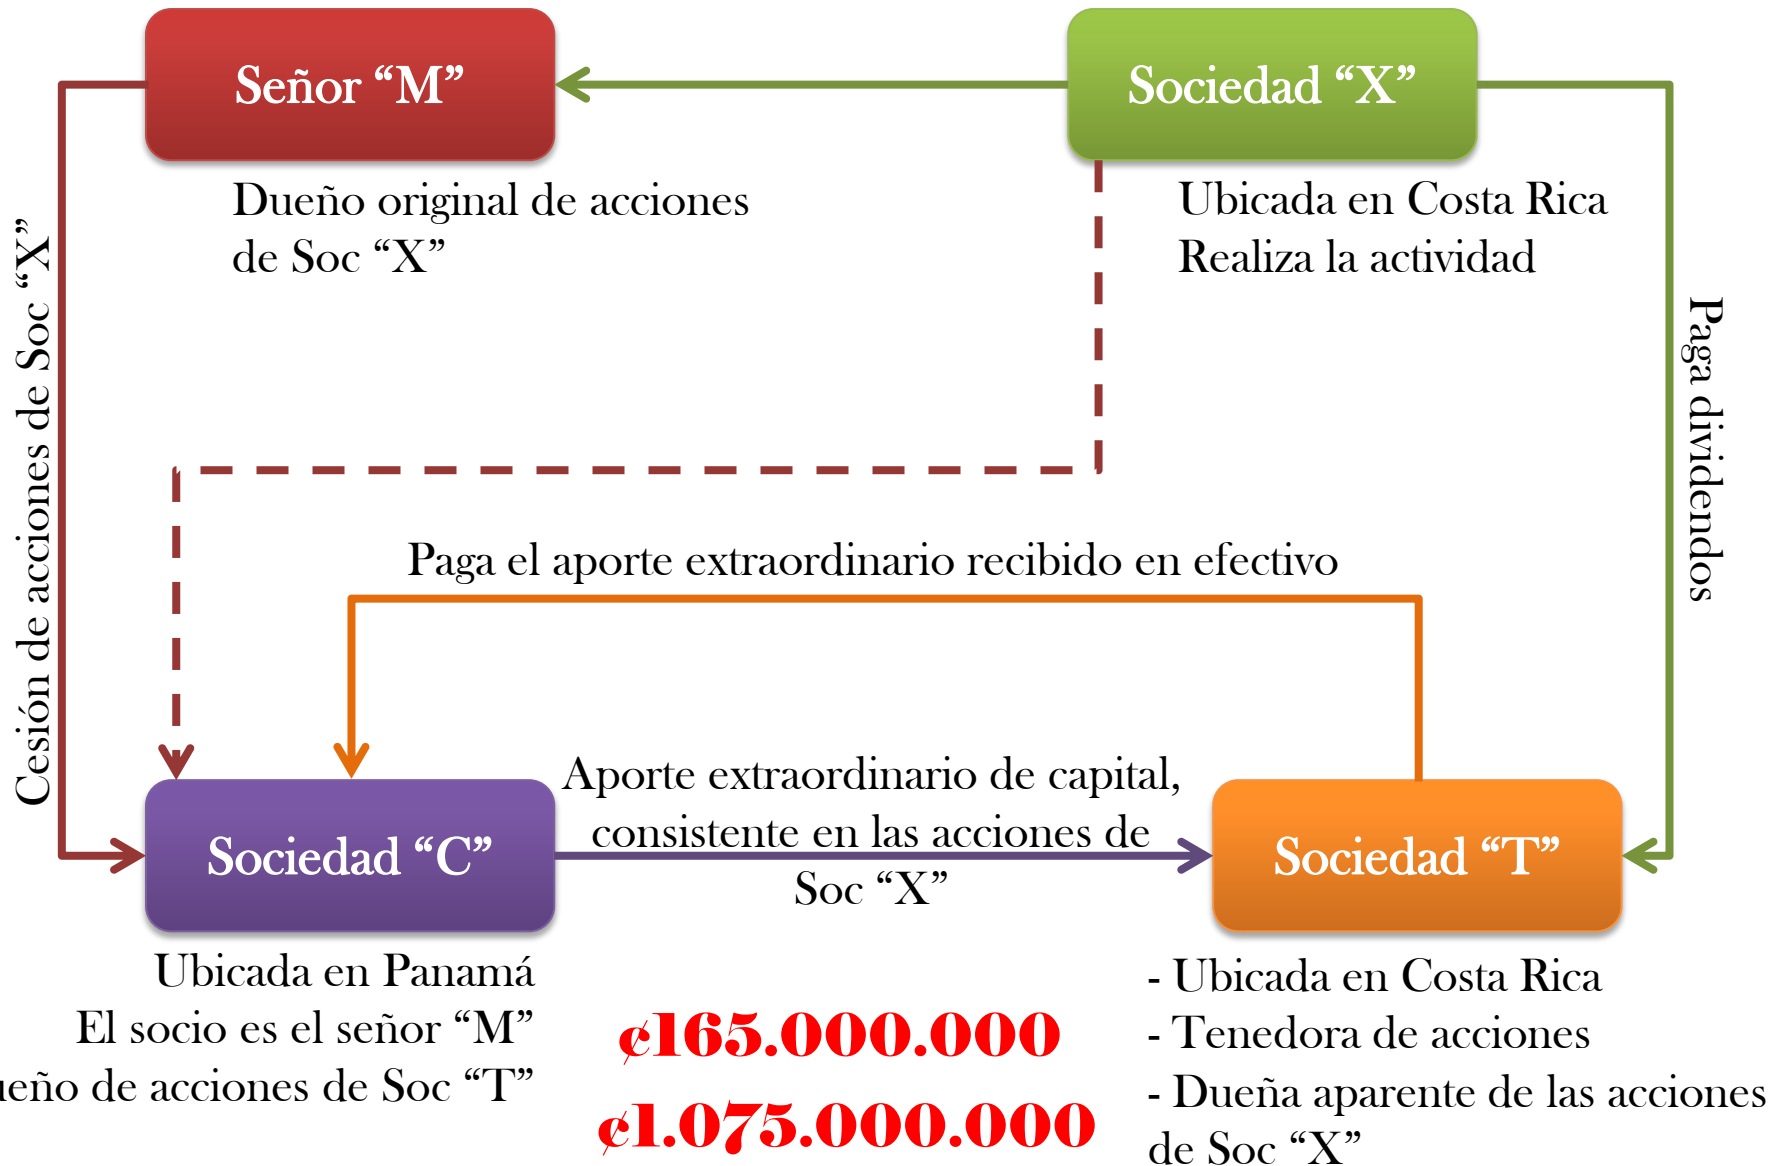 Señor “M”
Sociedad “X”
Dueño original de acciones
de Soc “X”
Ubicada en Costa Rica
Realiza la actividad
Cesión de acciones de Soc “X”
Paga dividendos
Paga el aporte extraordinario recibido en efectivo
Aporte extraordinario de capital,
consistente en las acciones de
Soc “X”
Sociedad “C”
Sociedad “T”
Ubicada en Panamá
El socio es el señor “M”
de acciones de Soc “T”
¢165.000.000
¢1.075.000.000
- Ubicada en Costa Rica
- Tenedora de acciones
- Dueña aparente de las acciones
de Soc “X”